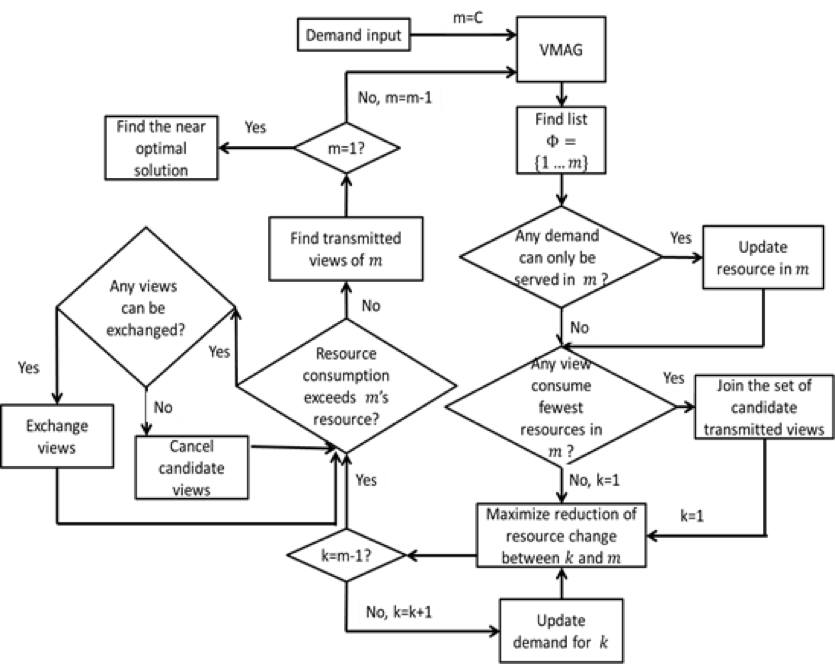 Demand input
m=C
VMAG
No, m=m-1
Find list
Φ =
{1 … m}
Find the near
optimal
solution
Yes
m=1?
Find transmitted
views of m
Any demand
can only be
served in m ?
Yes
Update
resource in m
No
Any views
can be
exchanged?
Yes
No
Resource
consumption
exceeds m's
resource?
Yes
No
Any view
consume
fewest
resources in
m ?
Yes
Join the set of
candidate
transmitted views
Exchange
views
Cancel
candidate
views
Yes
No, k=1
k=1
Maximize reduction of
resource change
between k and m
k=m-1?
No, k=k+1
Update
demand for k